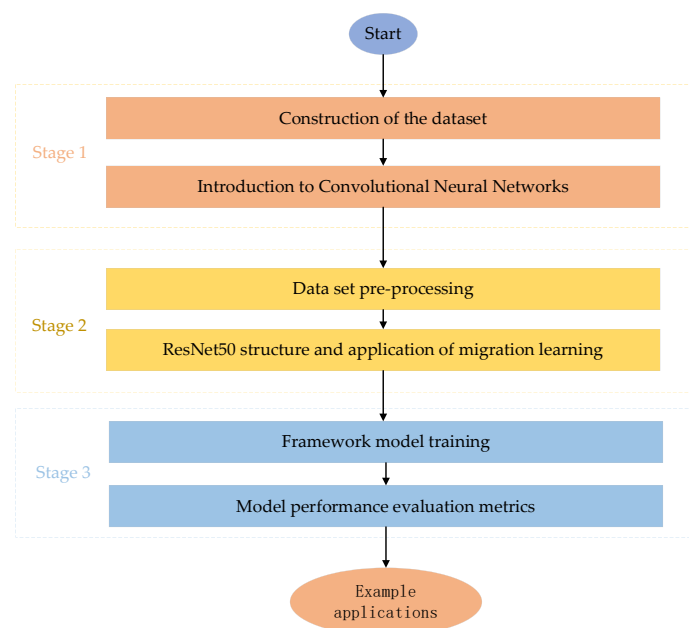 Start
Stage 1
Construction of the dataset
Introduction to Convolutional Neural Networks
Stage 2
Data set pre-processing
ResNet50 structure and application of migration learning
Stage 3
Framework model training
Model performance evaluation metrics
Example
applications